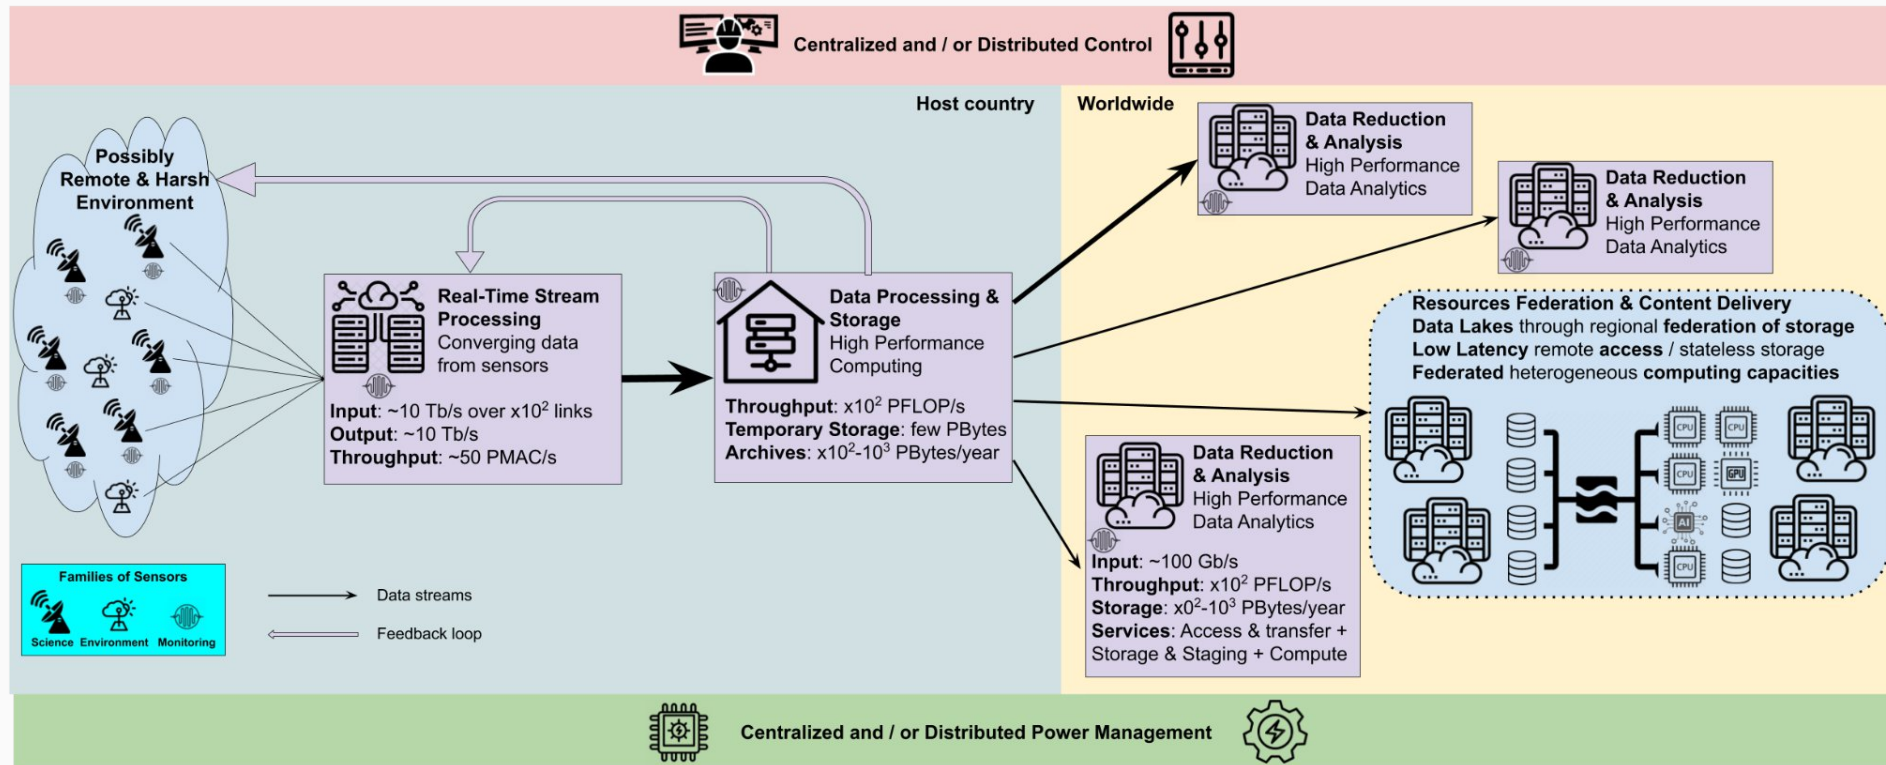 Centralized and / or Distributed Control
Host country
Worldwide
Possibly
Remote & Harsh
Environment
Real-Time Stream
Processing
Converging data
from sensors
Input: ~10 Tb/s over x10² links
Output: ~10 Tb/s
Throughput: ~50 PMAC/s
Data Processing &
Storage
High Performance
Computing
Throughput: x10² PFLOP/s
Temporary Storage: few PBytes
Archives: x10²-10³ PBytes/year
Data Reduction
& Analysis
High Performance
Data Analytics
Data Reduction
& Analysis
High Performance
Data Analytics
Resources Federation & Content Delivery
Data Lakes through regional federation of storage
Low Latency remote access / stateless storage
Federated heterogeneous computing capacities
CPU
CPU
CPU
GPU
AI
CPU
Data Reduction
& Analysis
High Performance
Data Analytics
Input: ~100 Gb/s
Throughput: x10² PFLOP/s
Storage: x0²-10³ PBytes/year
Services: Access & transfer +
Storage & Staging + Compute
Families of Sensors
Science Environment Monitoring
Data streams
Feedback loop
Centralized and / or Distributed Power Management